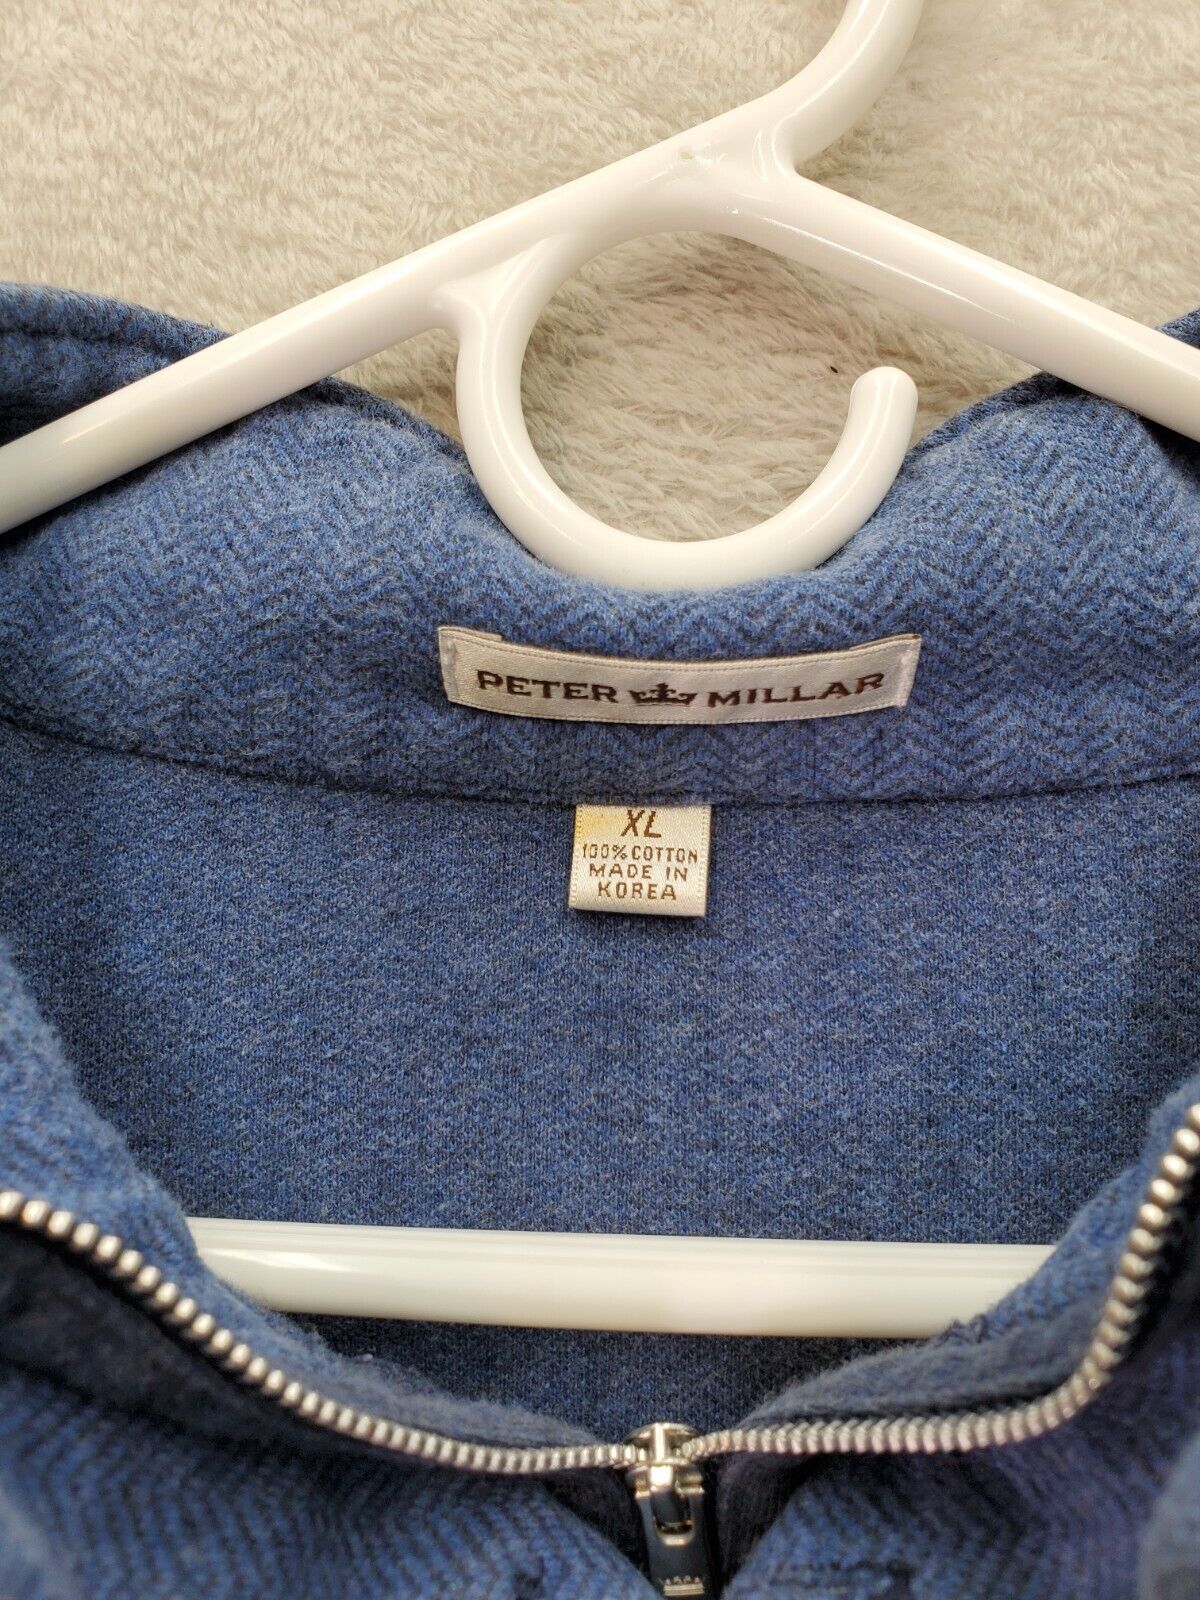 PETER MILLAR
XL
100% COTTON
MADE IN
KOREA